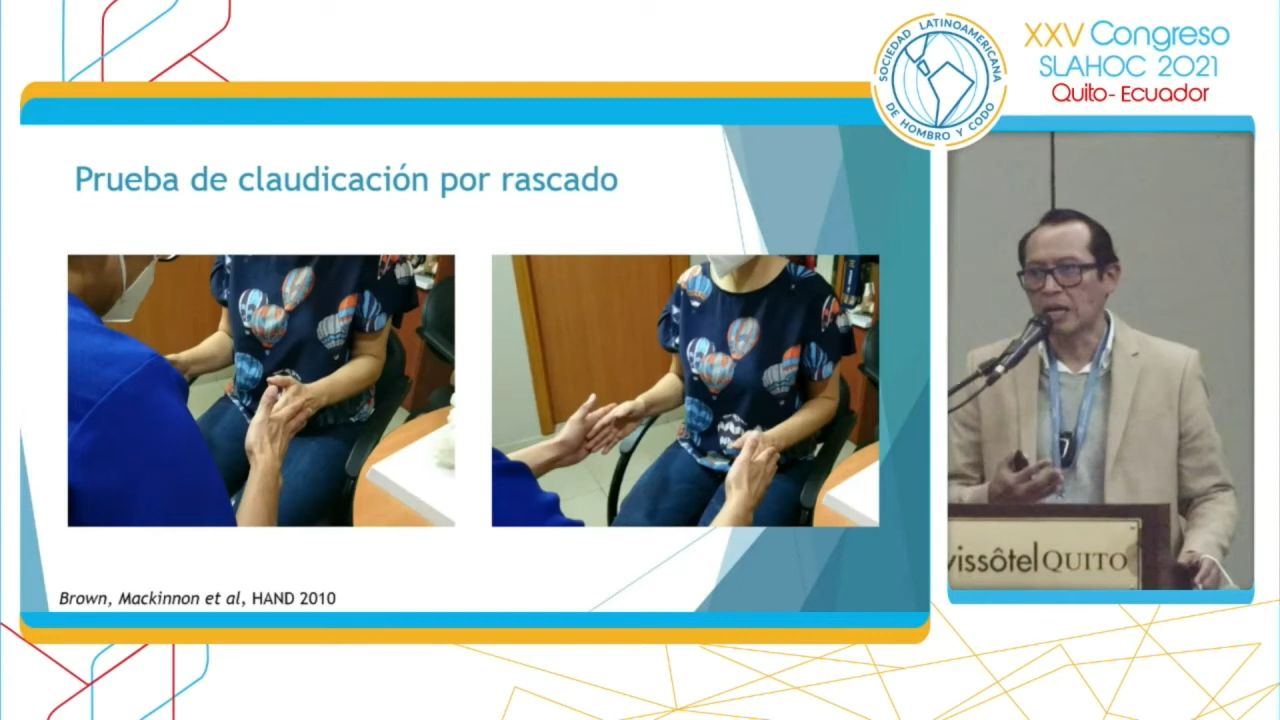 SOCIEDAD LATINOAMERICANA
DE HOMBRO Y CODO
XXV Congreso
SLAHOC 2021
Quito- Ecuador
Prueba de claudicación por rascado
Brown, Mackinnon et al, HAND 2010
vissôtel QUITO